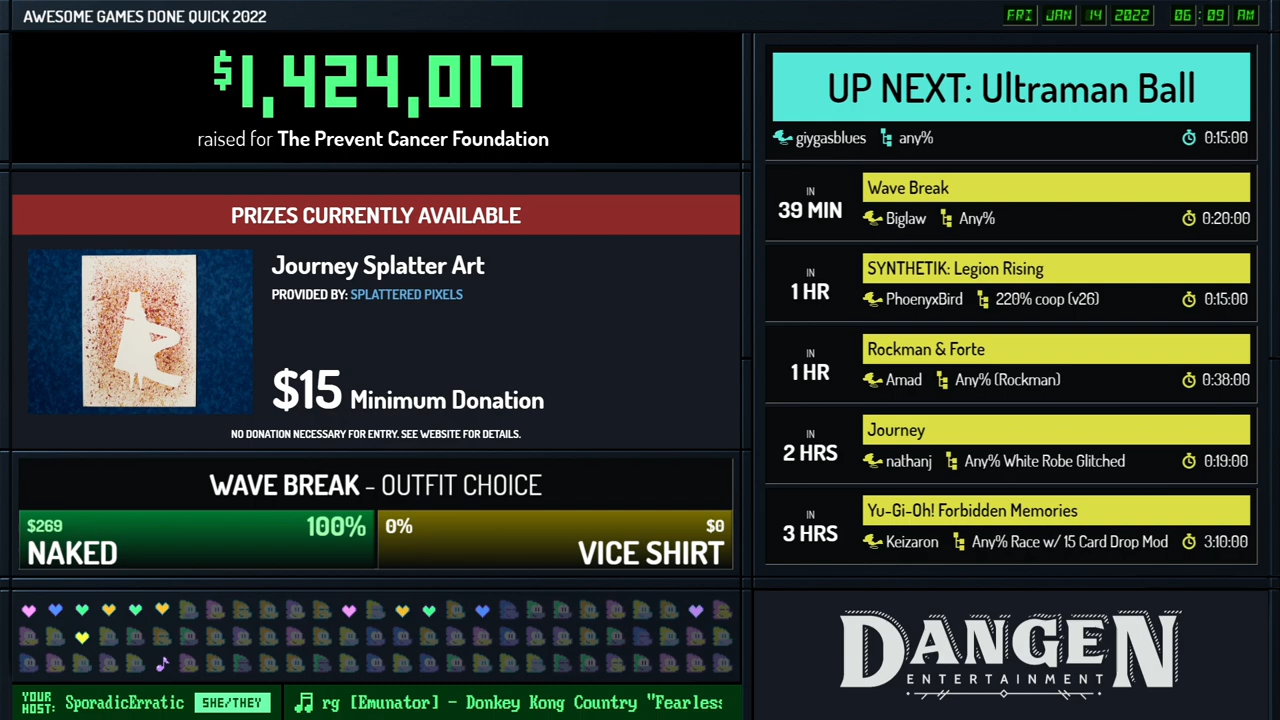 AWESOME GAMES DONE QUICK 2022
FRI JAN 14 2022 06:09 AM
$1,424,017
raised for The Prevent Cancer Foundation
PRIZES CURRENTLY AVAILABLE
Journey Splatter Art
PROVIDED BY: SPLATTERED PIXELS
$15 Minimum Donation
NO DONATION NECESSARY FOR ENTRY. SEE WEBSITE FOR DETAILS.
WAVE BREAK - OUTFIT CHOICE
$269 100% 0% $0
NAKED VICE SHIRT
YOUR HOST: SporadicErratic SHE/THEY
rg [Emunator] - Donkey Kong Country "Fearless
UP NEXT: Ultraman Ball
giygasblues any% 0:15:00
IN 39 MIN
Wave Break
Biglaw Any% 0:20:00
IN 1 HR
SYNTHETIK: Legion Rising
PhoenyxBird 220% coop (v26) 0:15:00
IN 1 HR
Rockman & Forte
Amad Any% (Rockman) 0:38:00
IN 2 HRS
Journey
nathanj Any% White Robe Glitched 0:19:00
IN 3 HRS
Yu-Gi-Oh! Forbidden Memories
Keizaron Any% Race w/ 15 Card Drop Mod 3:10:00
DANGEN
ENTERTAINMENT